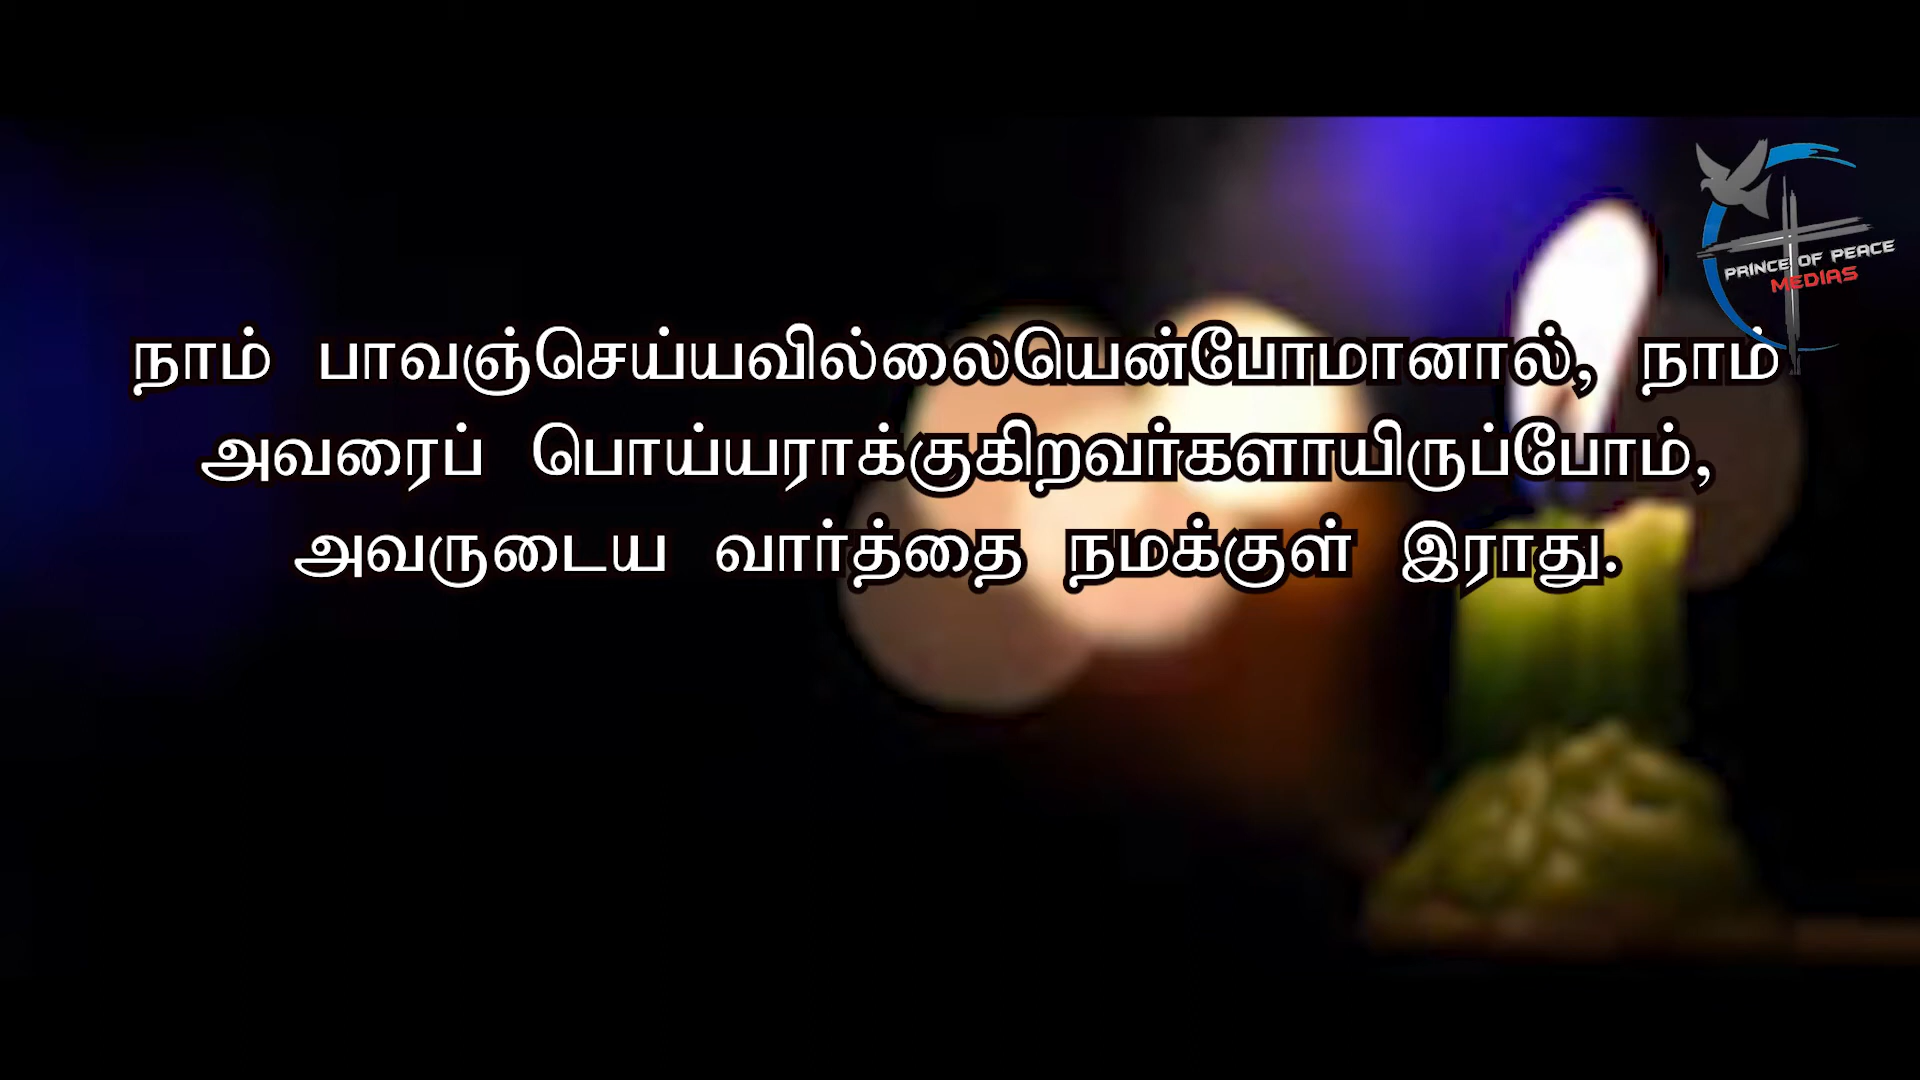 PRINCE OF PEACE
MEDIAS
நாம் பாவஞ்செய்யவில்லையென்போமானால், நாம்
அவரைப் பொய்யராக்குகிறவர்களாயிருப்போம்,
அவருடைய வார்த்தை நமக்குள் இராது.